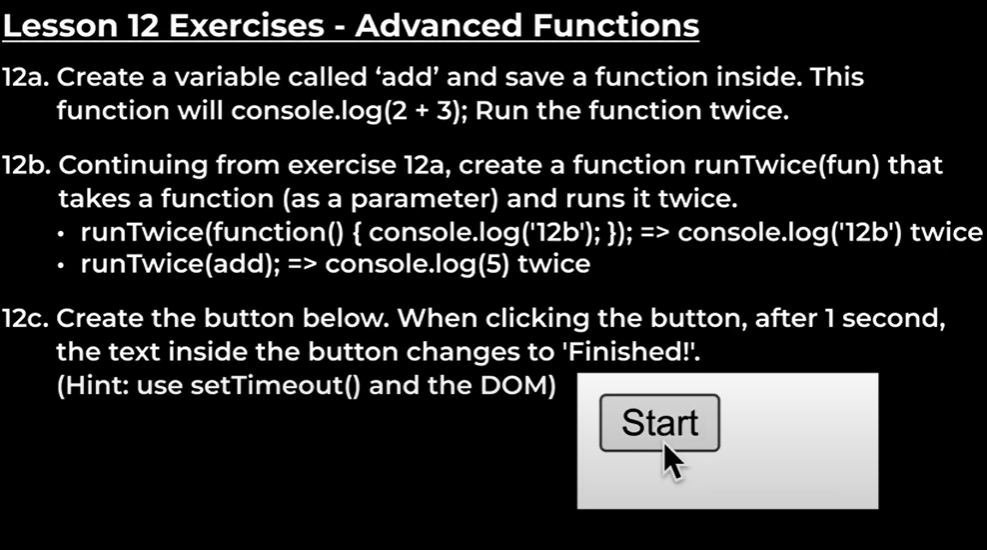 Lesson 12 Exercises - Advanced Functions
12a. Create a variable called ‘add’ and save a function inside. This
function will console.log(2 + 3); Run the function twice.
12b. Continuing from exercise 12a, create a function runTwice(fun) that
takes a function (as a parameter) and runs it twice.
• runTwice(function() { console.log('12b'); }); => console.log('12b') twice
• runTwice(add); => console.log(5) twice
12c. Create the button below. When clicking the button, after 1 second,
the text inside the button changes to 'Finished!'.
(Hint: use setTimeout() and the DOM)
Start